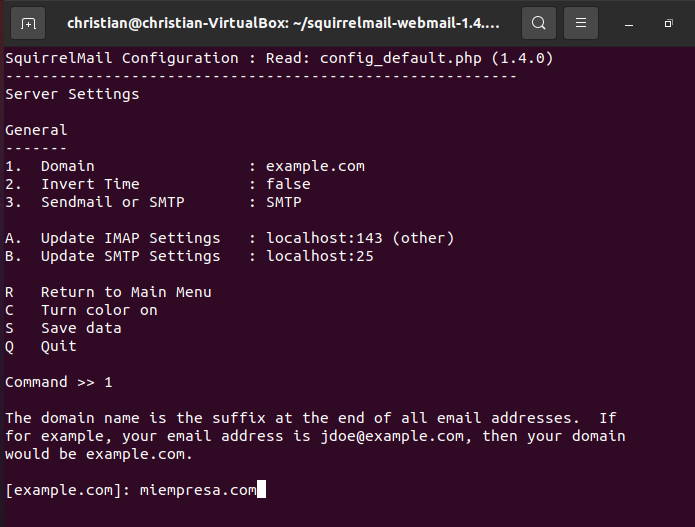 christian@christian-VirtualBox: ~/squirrelmail-webmail-1.4....
SquirrelMail Configuration : Read: config_default.php (1.4.0)
---------------------------------------------------------
Server Settings
General
-------
1.  Domain                 : example.com
2.  Invert Time            : false
3.  Sendmail or SMTP       : SMTP
A.  Update IMAP Settings   : localhost:143 (other)
B.  Update SMTP Settings   : localhost:25
R   Return to Main Menu
C   Turn color on
S   Save data
Q   Quit
Command >> 1
The domain name is the suffix at the end of all email addresses.  If
for example, your email address is jdoe@example.com, then your domain
would be example.com.
[example.com]: miempresa.com